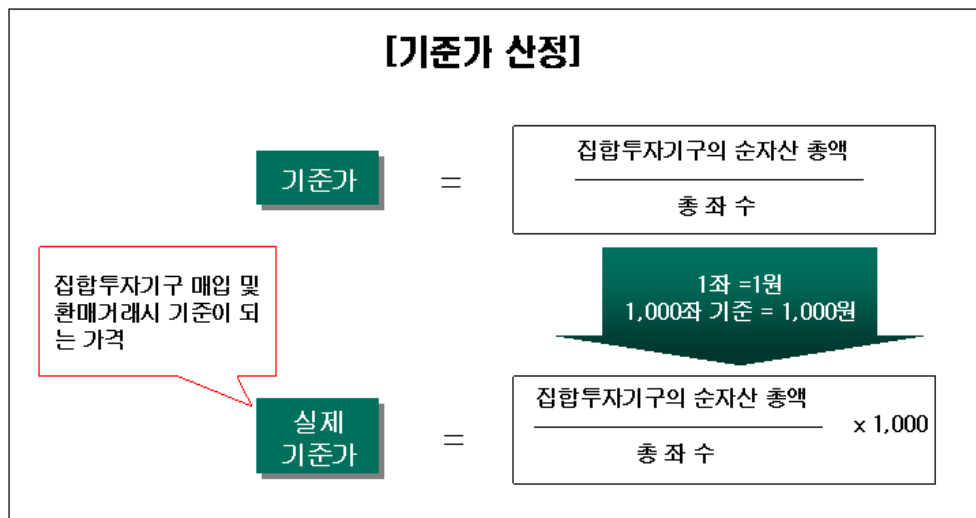 [기준가 산정]
기준가
=
집합투자기구의 순자산 총액
총 좌 수
집합투자기구 매입 및
환매거래시 기준이 되
는 가격
1좌 =1원
1,000좌 기준 = 1,000원
실제
기준가
=
집합투자기구의 순자산 총액
총 좌 수
x 1,000